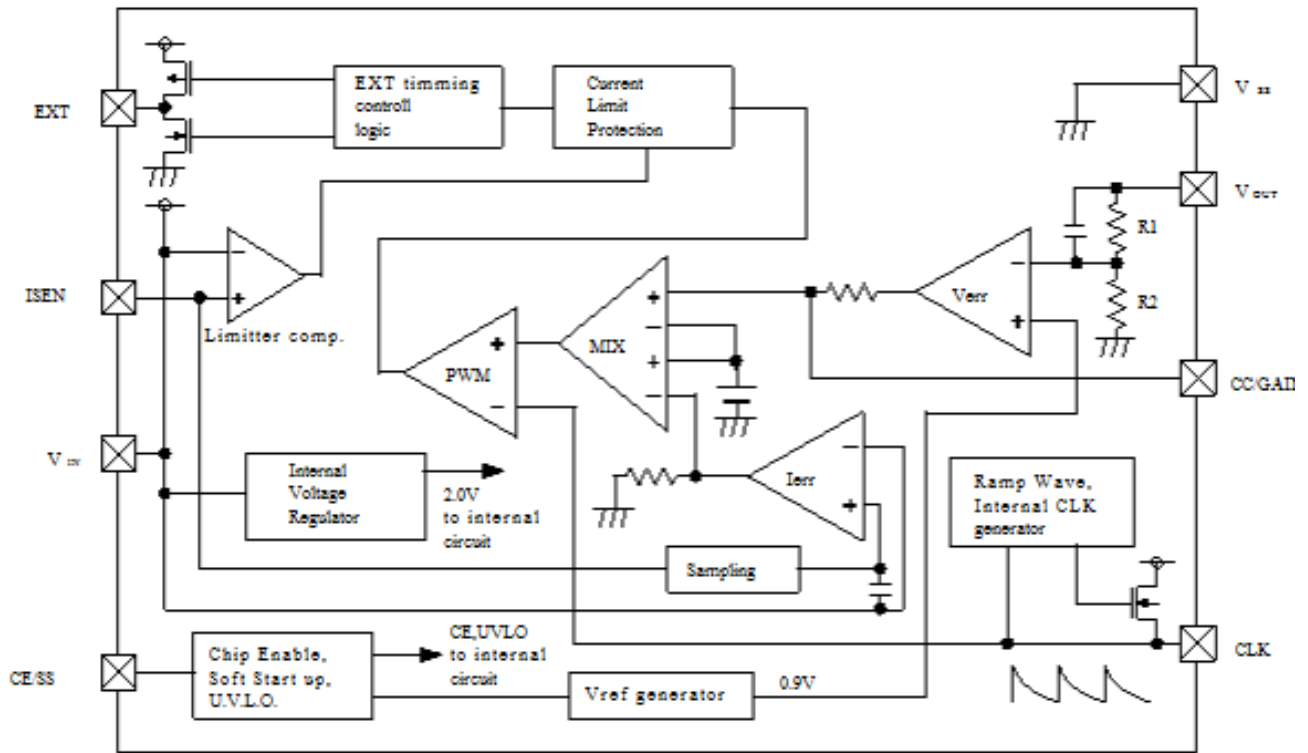 EXT
EXT timming
controll
logic
Current
Limit
Protection
V SS
V OUT
R1
R2
ISEN
−
+
Limitter comp.
PWM
+
−
MIX
+
−
+
−
Verr
−
+
CC/GAIN
V IN
Internal
Voltage
Regulator
2.0V
to internal
circuit
Ierr
−
+
Ramp Wave,
Internal CLK
generator
Sampling
CE/SS
Chip Enable,
Soft Start up,
U.V.L.O.
CE,UVLO
to internal
circuit
Vref generator
0.9V
CLK